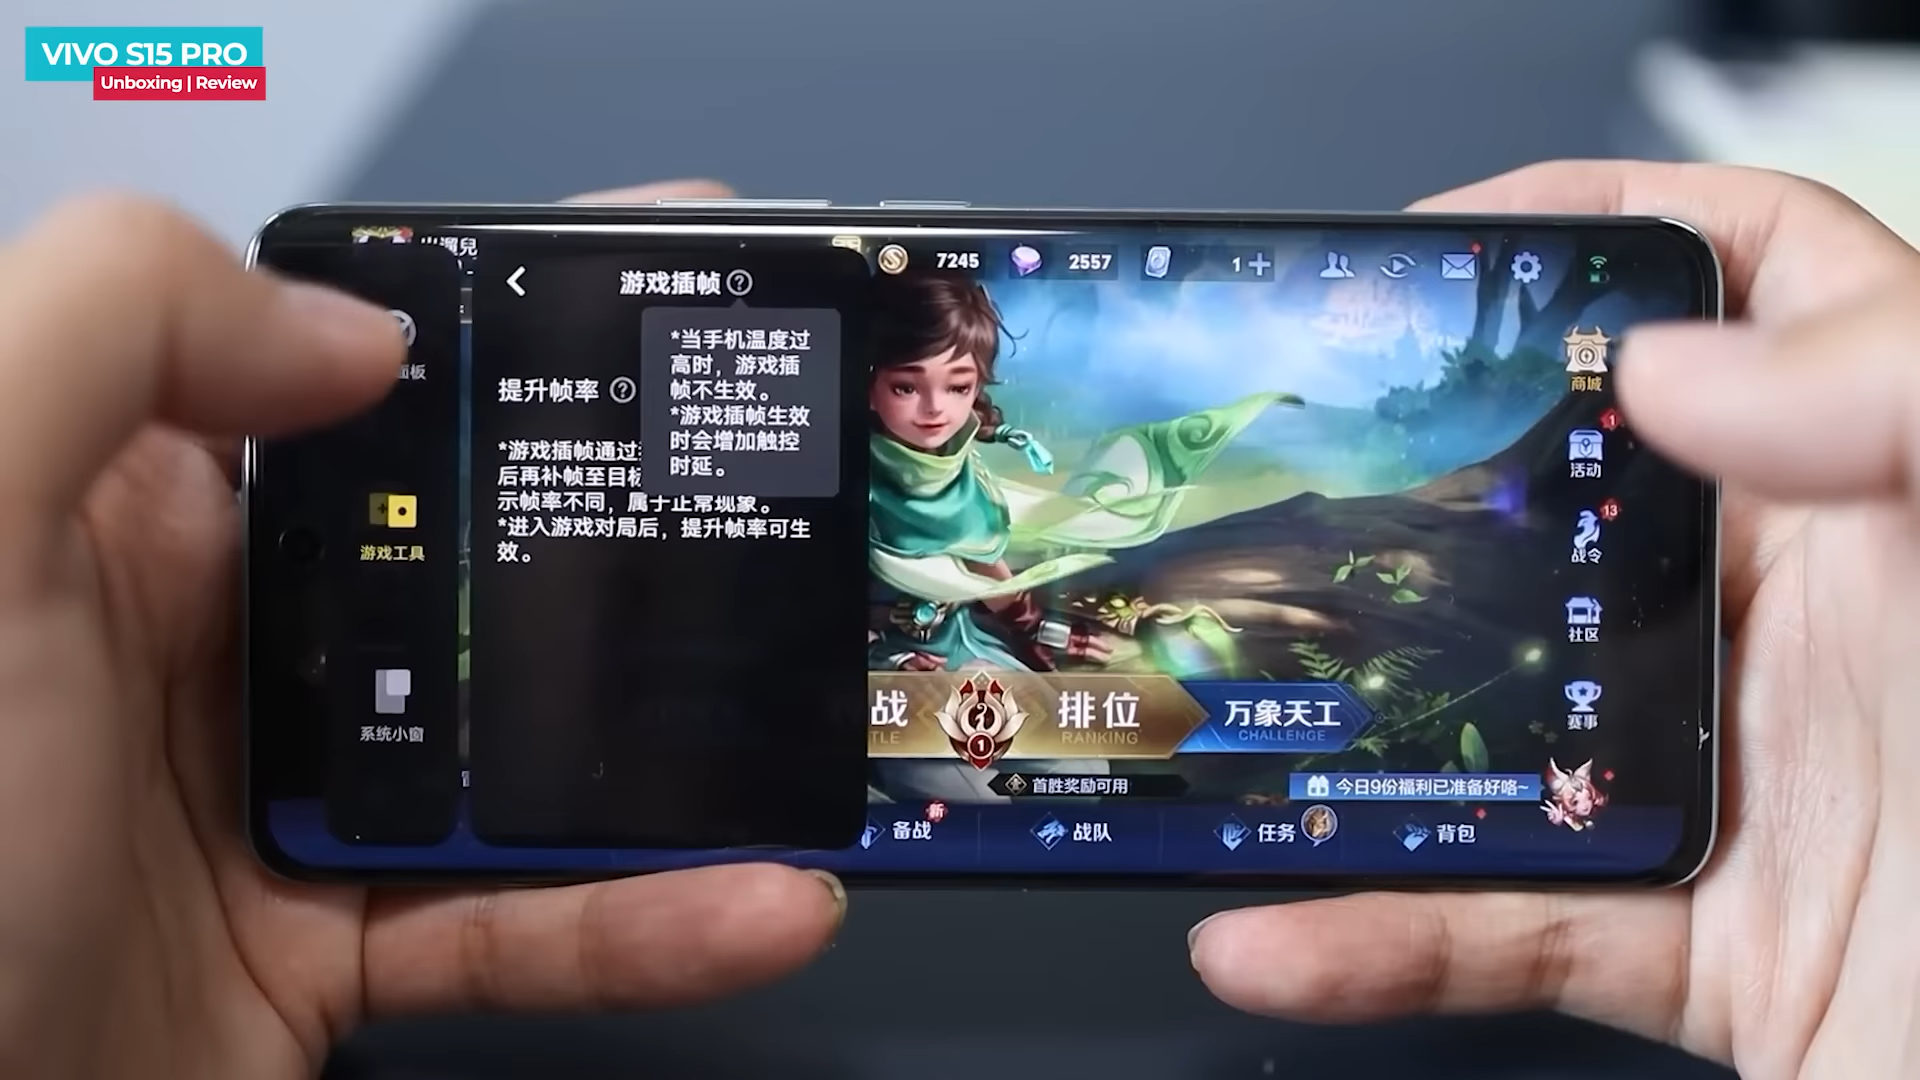 VIVO S15 PRO
Unboxing | Review
7245
2557
1
游戏插帧
*当手机温度过
高时，游戏插
帧不生效。
*游戏插帧生效
时会增加触控
时延。
提升帧率
*游戏插帧通过
后再补帧至目标
示帧率不同，属于正常现象。
*进入游戏对局后，提升帧率可生
效。
面板
游戏工具
系统小窗
商城
1
活动
13
战令
社区
赛事
战
TLE
1
排位
RANKING
万象天工
CHALLENGE
首胜奖励可用
今日9份福利已准备好咯~
备战
新
战队
任务
背包